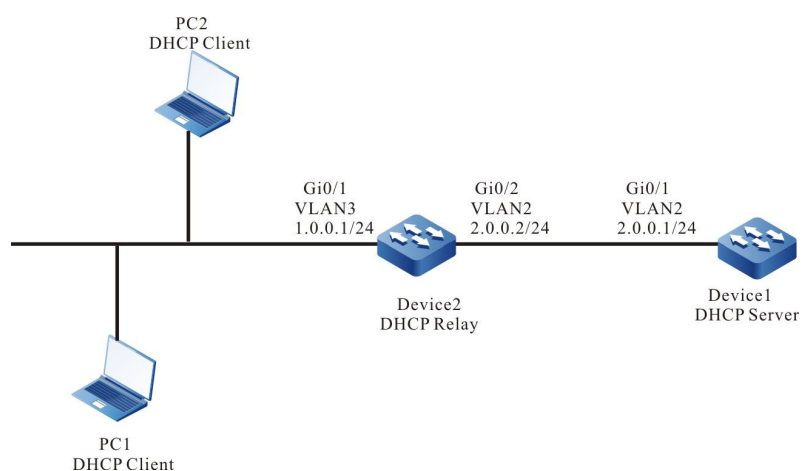 PC2
DHCP Client
Gi0/1
VLAN3
1.0.0.1/24
Gi0/2
VLAN2
2.0.0.2/24
Gi0/1
VLAN2
2.0.0.1/24
Device2
DHCP Relay
Device1
DHCP Server
PC1
DHCP Client